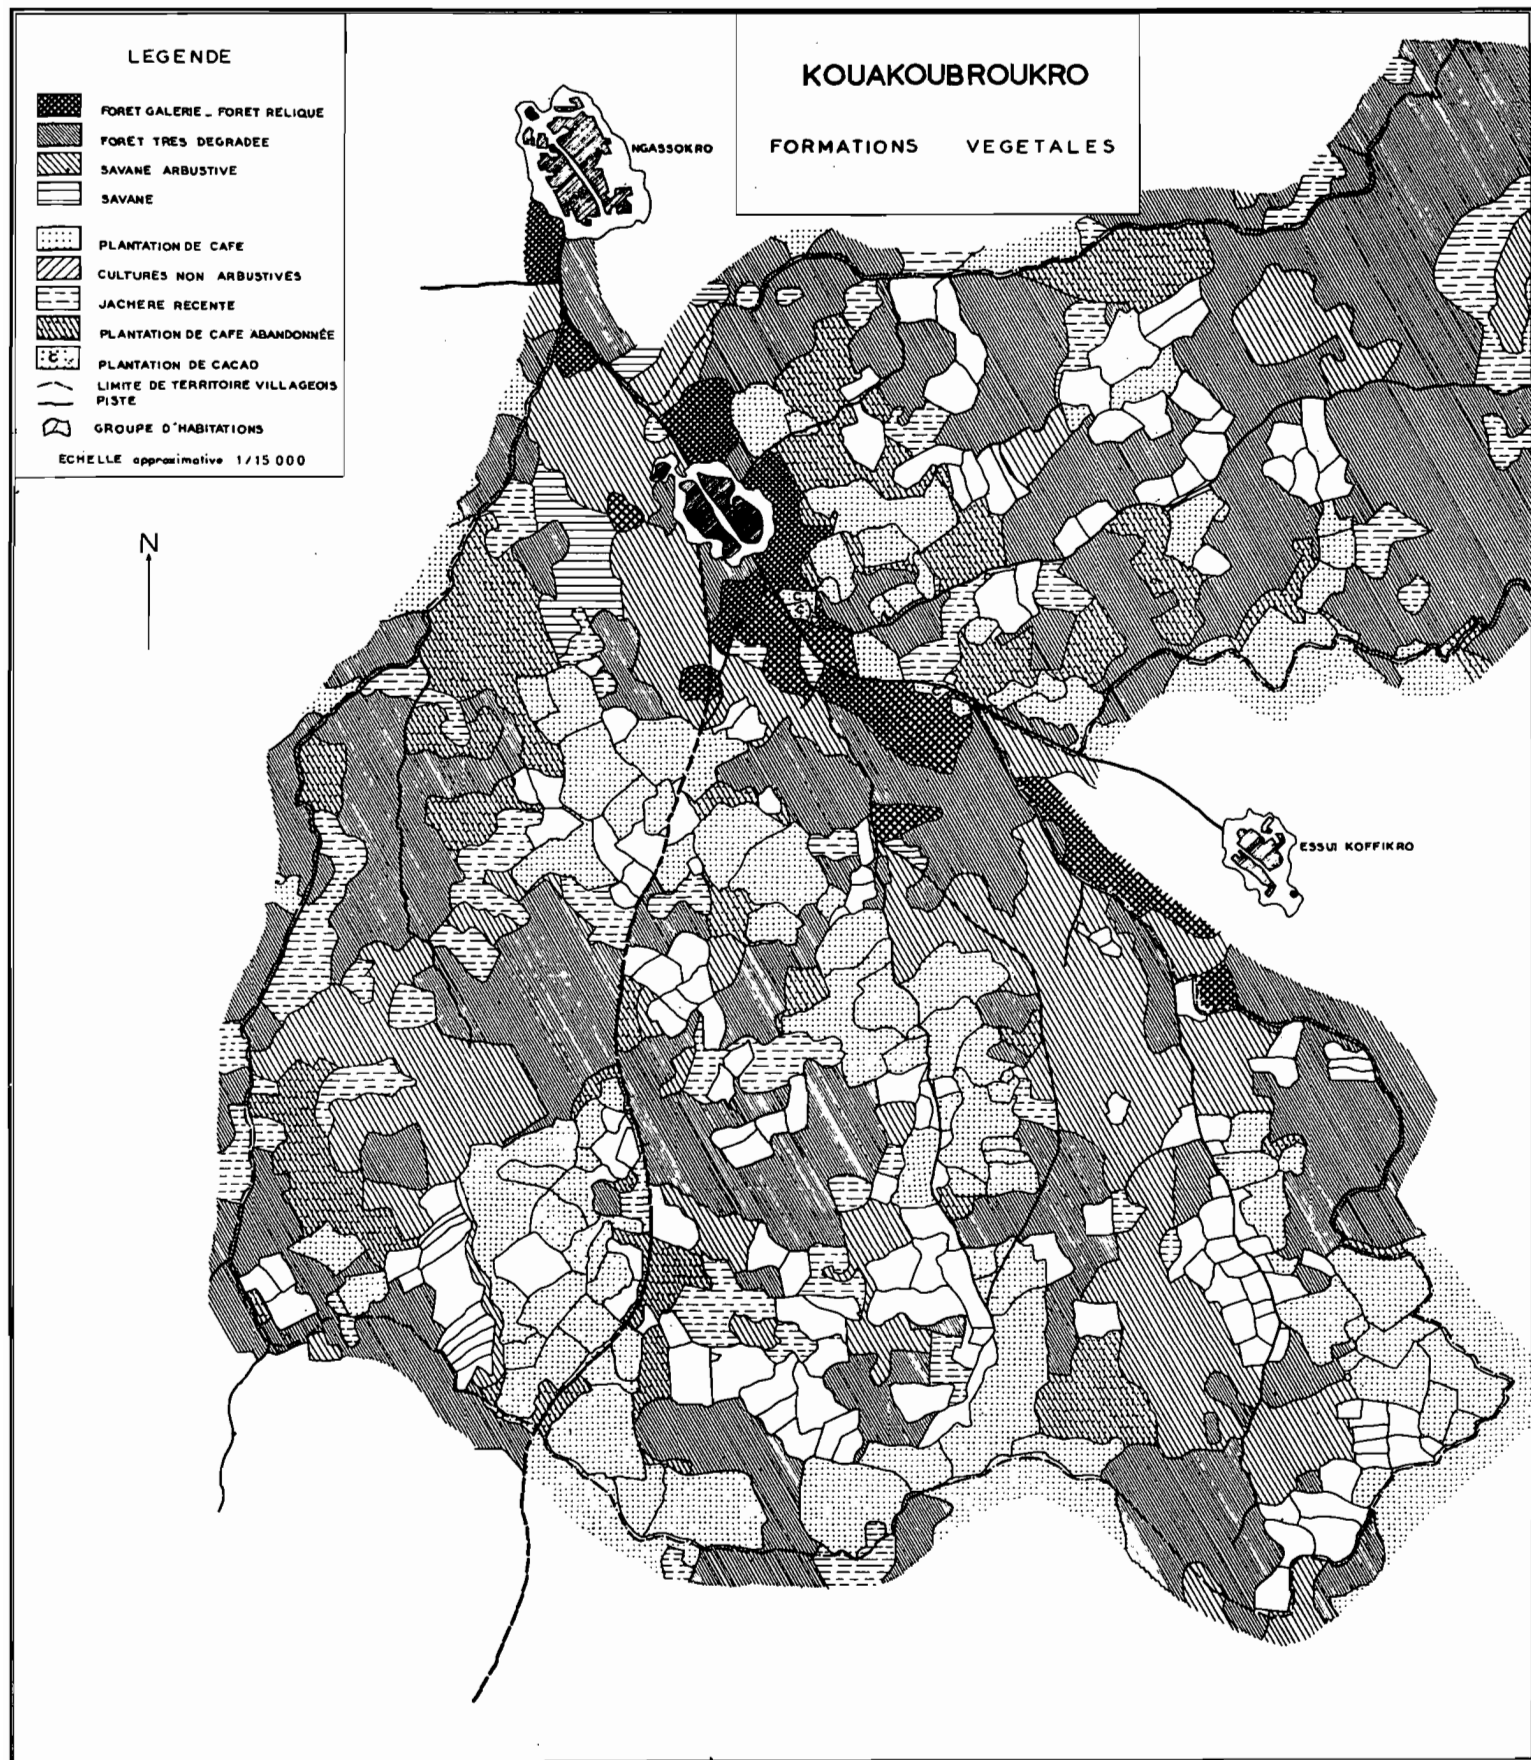 LEGENDE
FORET GALERIE _ FORET RELIQUE
FORÊT TRES DEGRADEE
SAVANE ARBUSTIVE
SAVANE
PLANTATION DE CAFE
CULTURES NON ARBUSTIVES
JACHERE RECENTE
PLANTATION DE CAFE ABANDONNÉE
PLANTATION DE CACAO
LIMITE DE TERRITOIRE VILLAGEOIS
PISTE
GROUPE D'HABITATIONS
ECHELLE approximative 1/15 000
KOUAKOUBROUKRO
FORMATIONS VEGETALES
NGASSOKRO
N
ESSUI KOFFIKRO